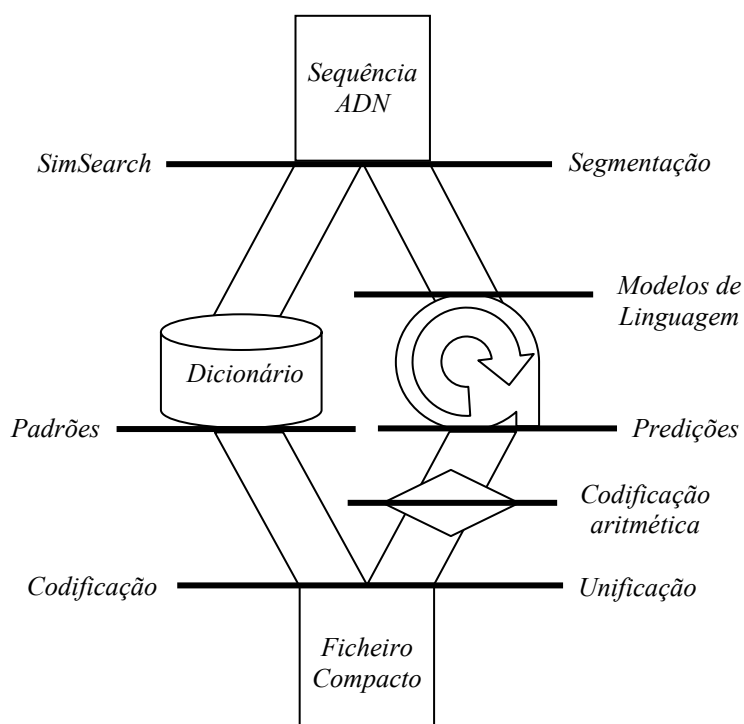 Sequência
ADN
SimSearch
Segmentação
Modelos de
Linguagem
Dicionário
Padrões
Predições
Codificação
aritmética
Codificação
Unificação
Ficheiro
Compacto